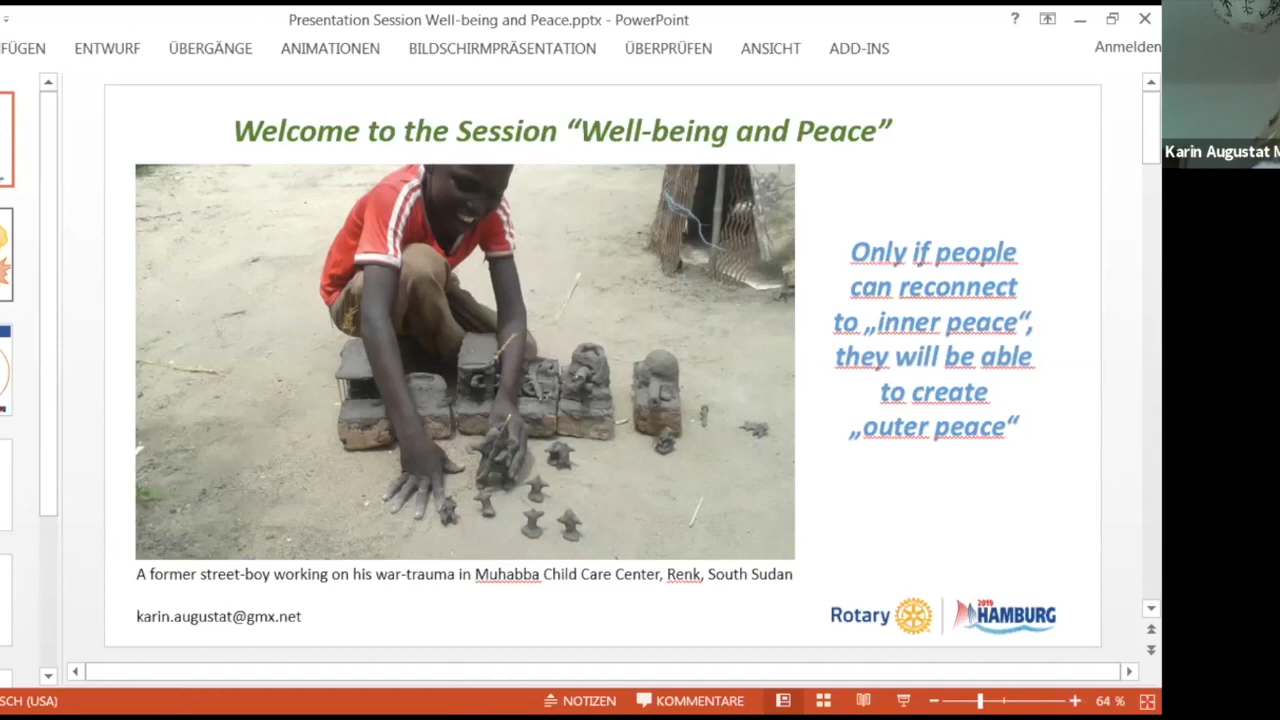 Presentation Session Well-being and Peace.pptx - PowerPoint
?
FÜGEN ENTWURF ÜBERGÄNGE ANIMATIONEN BILDSCHIRMPRÄSENTATION ÜBERPRÜFEN ANSICHT ADD-INS Anmelden
Welcome to the Session “Well-being and Peace”
Karin Augustat M
Only if people
can reconnect
to „inner peace“,
they will be able
to create
„outer peace“
A former street-boy working on his war-trauma in Muhabba Child Care Center, Renk, South Sudan
karin.augustat@gmx.net
Rotary
2019
HAMBURG
SCH (USA) NOTIZEN KOMMENTARE 64 %